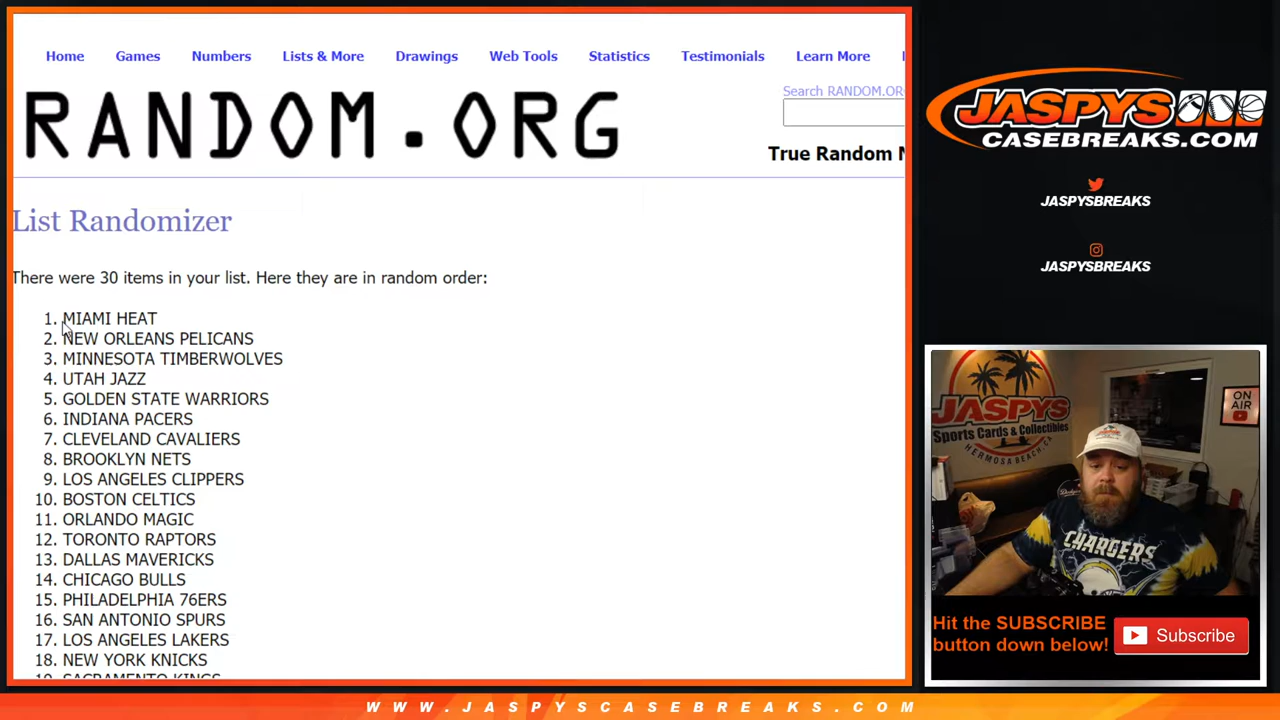 Home Games Numbers Lists & More Drawings Web Tools Statistics Testimonials Learn More
RANDOM.ORG
Search RANDOM.OR
True Random
List Randomizer
There were 30 items in your list. Here they are in random order:
1. MIAMI HEAT
2. NEW ORLEANS PELICANS
3. MINNESOTA TIMBERWOLVES
4. UTAH JAZZ
5. GOLDEN STATE WARRIORS
6. INDIANA PACERS
7. CLEVELAND CAVALIERS
8. BROOKLYN NETS
9. LOS ANGELES CLIPPERS
10. BOSTON CELTICS
11. ORLANDO MAGIC
12. TORONTO RAPTORS
13. DALLAS MAVERICKS
14. CHICAGO BULLS
15. PHILADELPHIA 76ERS
16. SAN ANTONIO SPURS
17. LOS ANGELES LAKERS
18. NEW YORK KNICKS
19. SACRAMENTO KINGS
JASPYS
CASEBREAKS.COM
JASPYSBREAKS
JASPYSBREAKS
JASPYS
Sports Cards & Collectibles
HERMOSA BEACH, CA
ON
AIR
CHARGERS
Hit the SUBSCRIBE
button down below!
Subscribe
WWW.JASPYSCASEBREAKS.COM